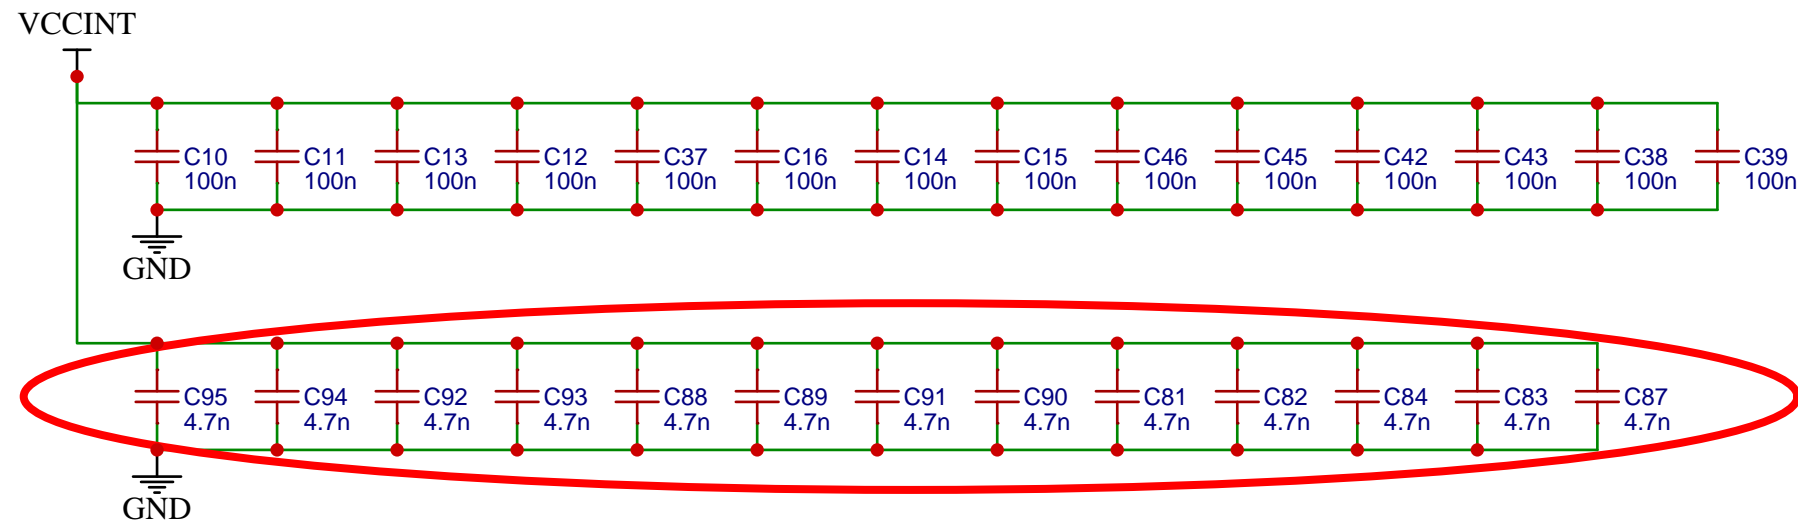 VCCINT
C10 C11 C13 C12 C37 C16 C14 C15 C46 C45 C42 C43 C38 C39
100n 100n 100n 100n 100n 100n 100n 100n 100n 100n 100n 100n 100n 100n
GND
C95 C94 C92 C93 C88 C89 C91 C90 C81 C82 C84 C83 C87
4.7n 4.7n 4.7n 4.7n 4.7n 4.7n 4.7n 4.7n 4.7n 4.7n 4.7n 4.7n 4.7n
GND